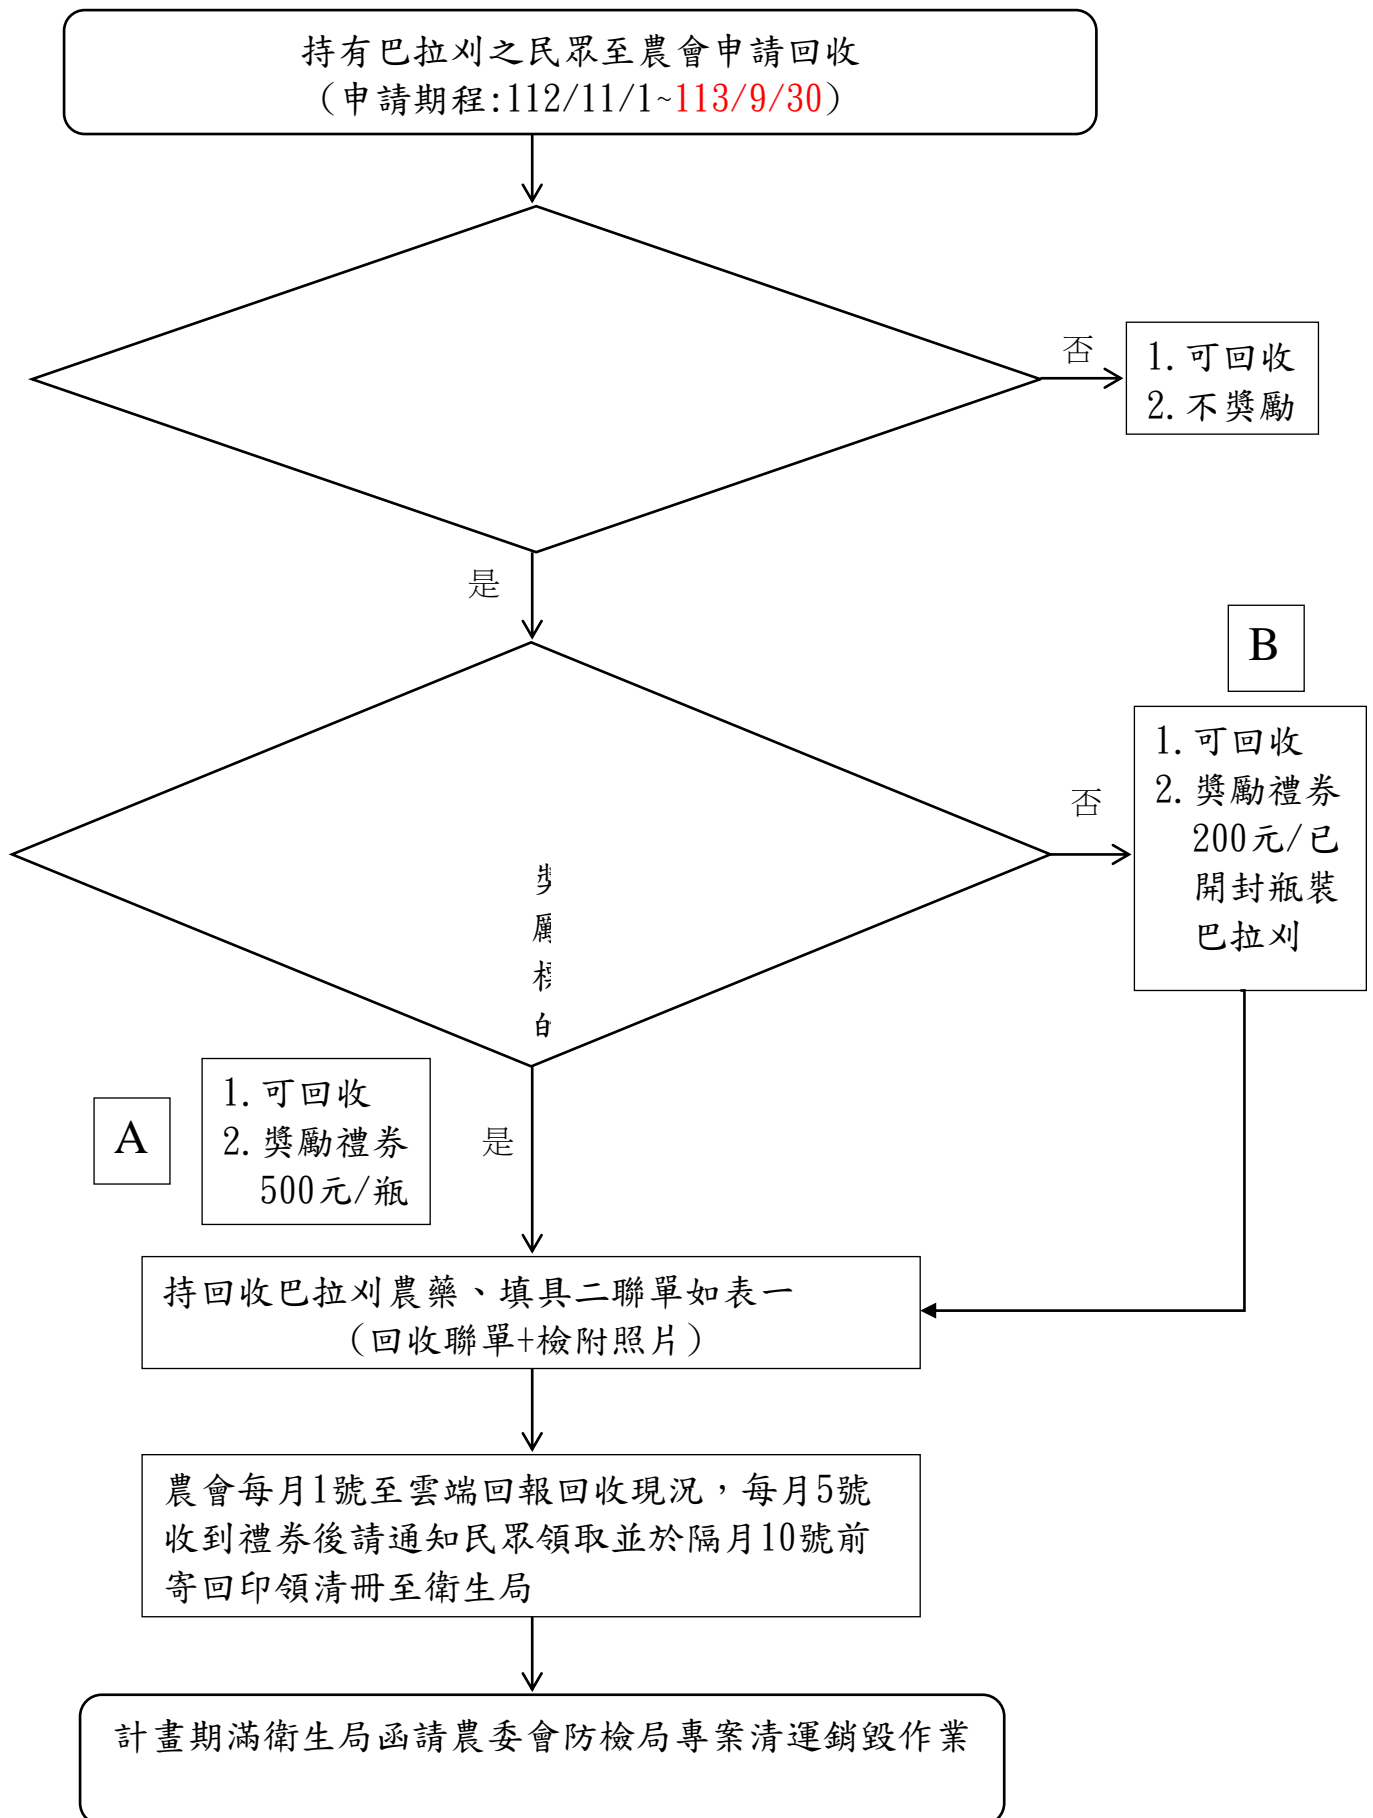 持有巴拉刈之民眾至農會申請回收
(申請期程:112/11/1~113/9/30)
否
1. 可回收
2. 不獎勵
是
B
1. 可回收
2. 獎勵禮券
200元/已
開封瓶裝
巴拉刈
否
A
1. 可回收
2. 獎勵禮券
500元/瓶
是
持回收巴拉刈農藥、填具二聯單如表一
(回收聯單+檢附照片)
農會每月1號至雲端回報回收現況，每月5號
收到禮券後請通知民眾領取並於隔月10號前
寄回印領清冊至衛生局
計畫期滿衛生局函請農委會防檢局專案清運銷毀作業